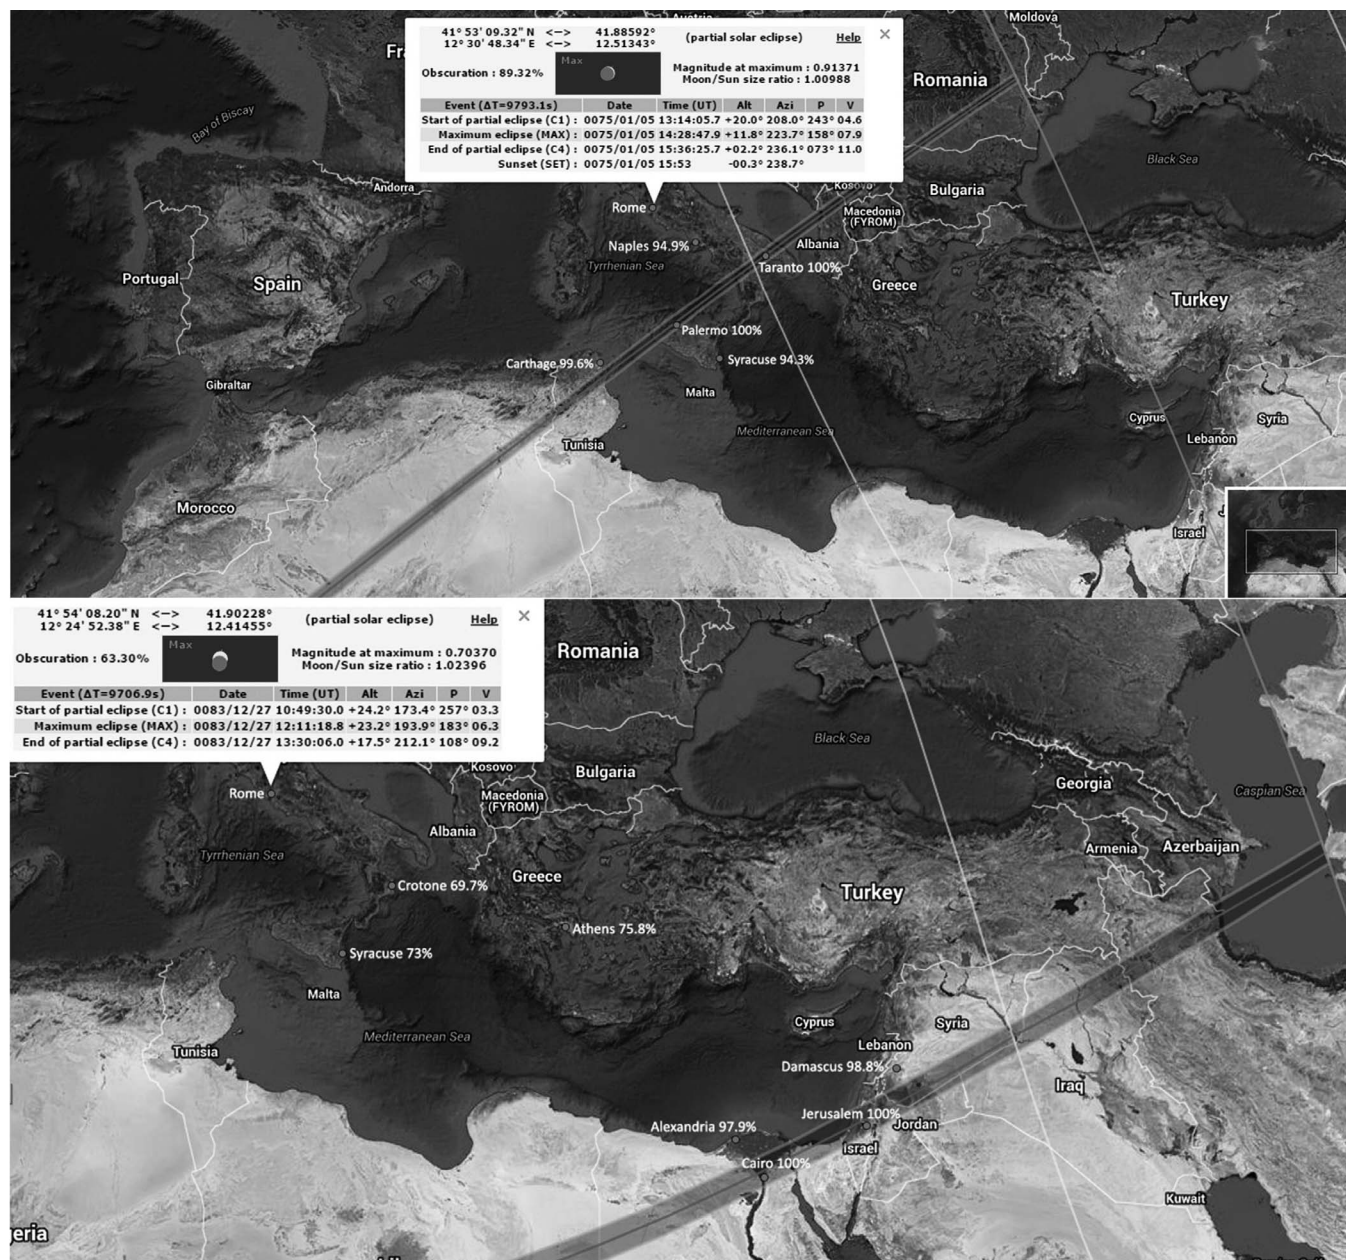 Austria
Moldova
41° 53' 09.32" N <--> 41.88592°
12° 30' 48.34" E <--> 12.51343°
(partial solar eclipse)
Help
×
Max
Obscuration : 89.32%
Magnitude at maximum : 0.91371
Moon/Sun size ratio : 1.00988
Event (ΔT=9793.1s) Date Time (UT) Alt Azi P V
Start of partial eclipse (C1) : 0075/01/05 13:14:05.7 +20.0° 208.0° 243° 04.6
Maximum eclipse (MAX) : 0075/01/05 14:28:47.9 +11.8° 223.7° 158° 07.9
End of partial eclipse (C4) : 0075/01/05 15:36:25.7 +02.2° 236.1° 073° 11.0
Sunset (SET) : 0075/01/05 15:53 -00.3° 238.7°
Fr
Romania
Bay of Biscay
Black Sea
Andorra
Kosovo
Bulgaria
Rome
Macedonia
(FYROM)
Naples 94.9%
Albania
Tyrrhenian Sea
Taranto 100%
Portugal
Spain
Greece
Turkey
Palermo 100%
Carthage 99.6%
Syracuse 94.3%
Gibraltar
Malta
Cyprus
Syria
Mediterranean Sea
Lebanon
Tunisia
Morocco
Israel
J
41° 54' 08.20" N <--> 41.90228°
12° 24' 52.38" E <--> 12.41455°
(partial solar eclipse)
Help
×
Max
Obscuration : 63.30%
Magnitude at maximum : 0.70370
Moon/Sun size ratio : 1.02396
Event (ΔT=9706.9s) Date Time (UT) Alt Azi P V
Start of partial eclipse (C1) : 0083/12/27 10:49:30.0 +24.2° 173.4° 257° 03.3
Maximum eclipse (MAX) : 0083/12/27 12:11:18.8 +23.2° 193.9° 183° 06.3
End of partial eclipse (C4) : 0083/12/27 13:30:06.0 +17.5° 212.1° 108° 09.2
Romania
Black Sea
Kosovo
Bulgaria
Georgia
Caspian Sea
Rome
Macedonia
(FYROM)
Albania
Armenia
Azerbaijan
Tyrrhenian Sea
Crotone 69.7%
Greece
Turkey
Athens 75.8%
Syracuse 73%
Malta
Cyprus
Syria
Mediterranean Sea
Lebanon
Tunisia
Damascus 98.8%
Iraq
Jerusalem 100%
Alexandria 97.9%
Jordan
Israel
Cairo 100%
Kuwait
eria